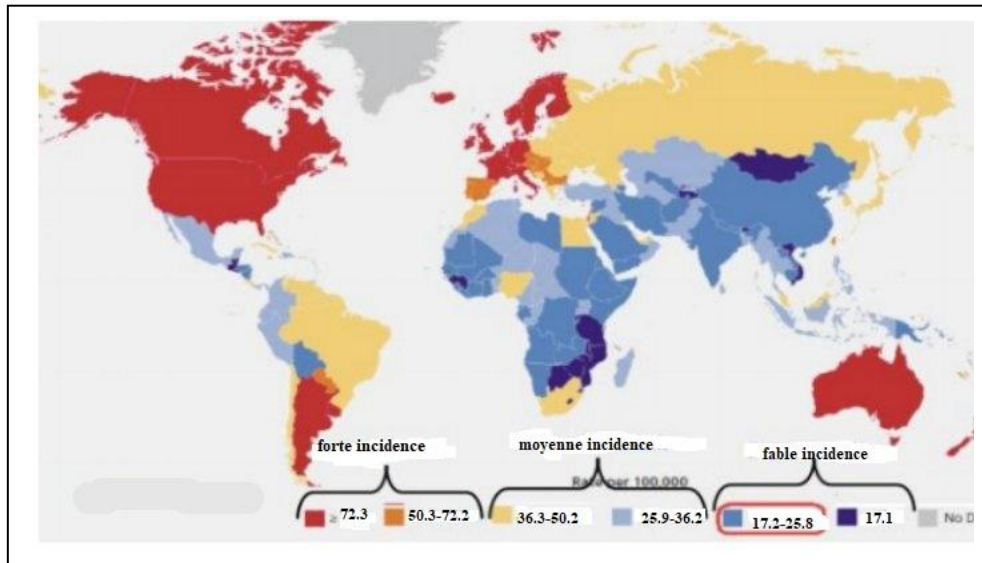 forte incidence
moyenne incidence
fable incidence
Rate per 100,000
≥ 72.3
50.3-72.2
36.3-50.2
25.9-36.2
17.2-25.8
17.1
No D